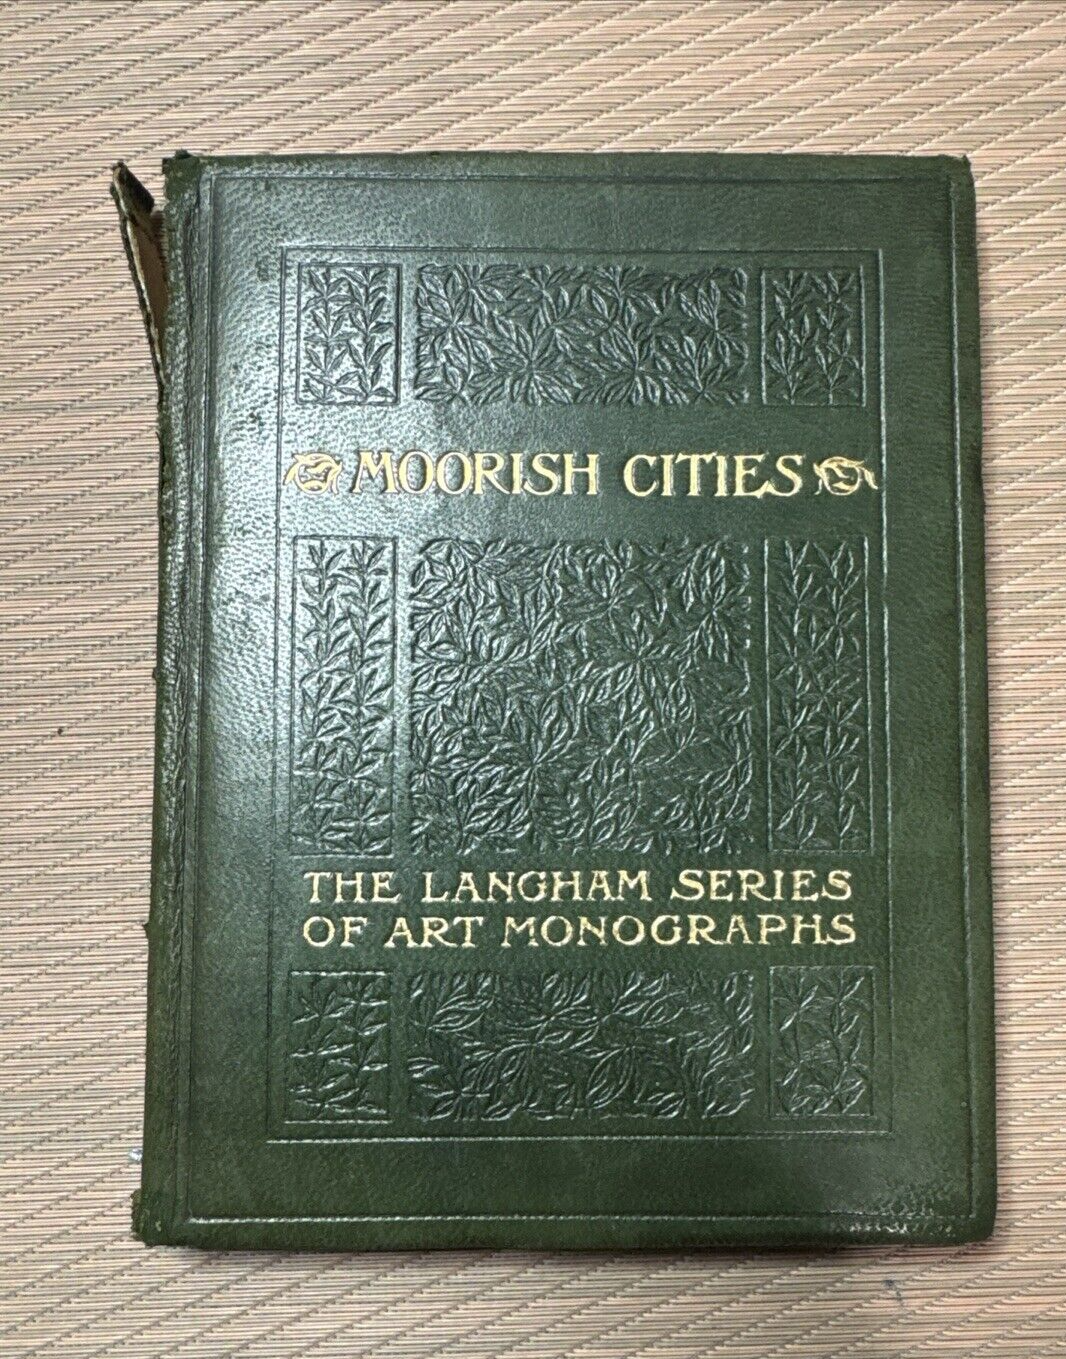 MOORISH CITIES
THE LANGHAM SERIES
OF ART MONOGRAPHS